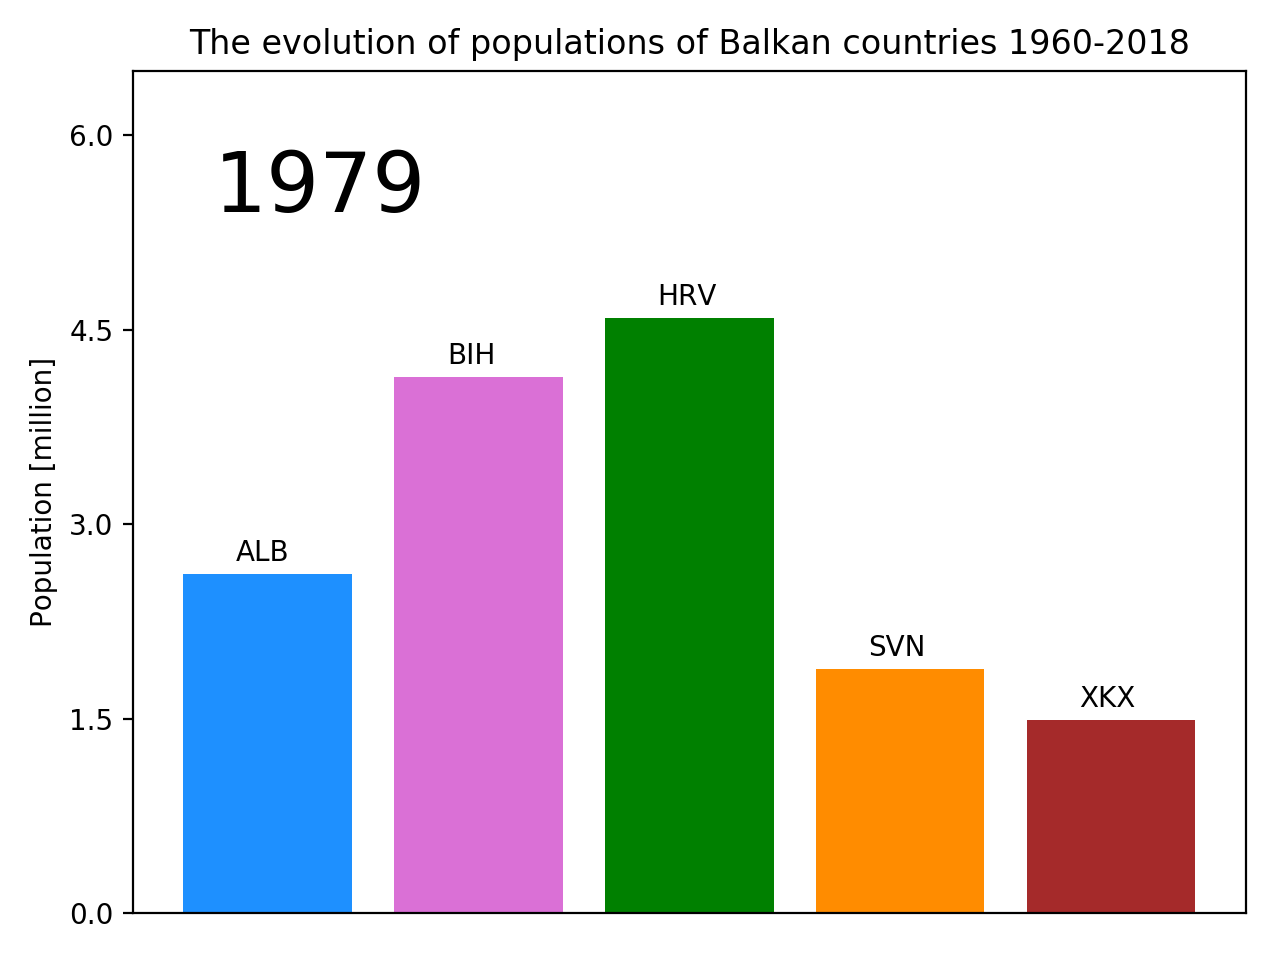 The evolution of populations of Balkan countries 1960-2018
6.0
1979
HRV
4.5
BIH
Population [million]
3.0
ALB
SVN
XKX
1.5
0.0